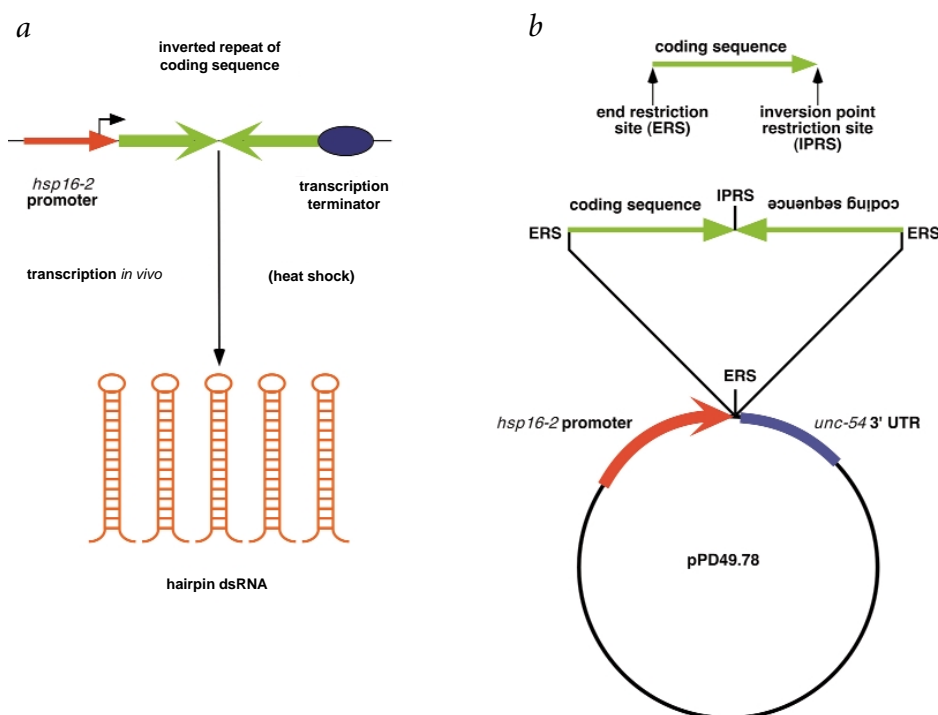 a
inverted repeat of
coding sequence
hsp16-2
promoter
transcription
terminator
transcription in vivo
(heat shock)
hairpin dsRNA
b
coding sequence
end restriction
site (ERS)
inversion point
restriction site
(IPRS)
IPRS
coding sequence
coding
sequence
ERS
ERS
ERS
hsp16-2 promoter
unc-54 3' UTR
pPD49.78